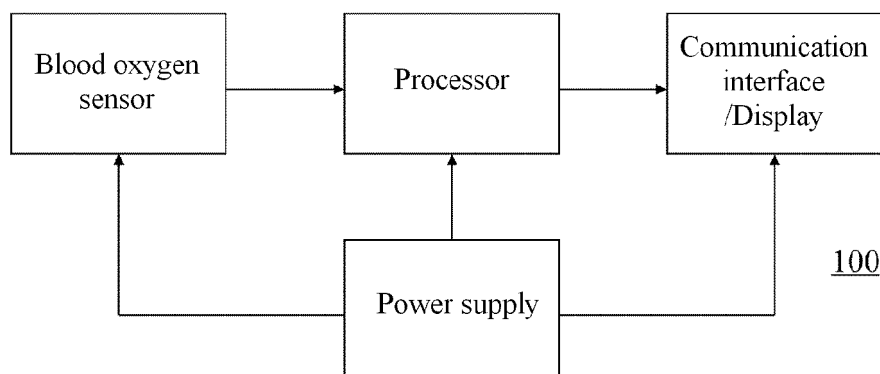 Blood oxygen
sensor
Processor
Communication
interface
/Display
100
Power supply